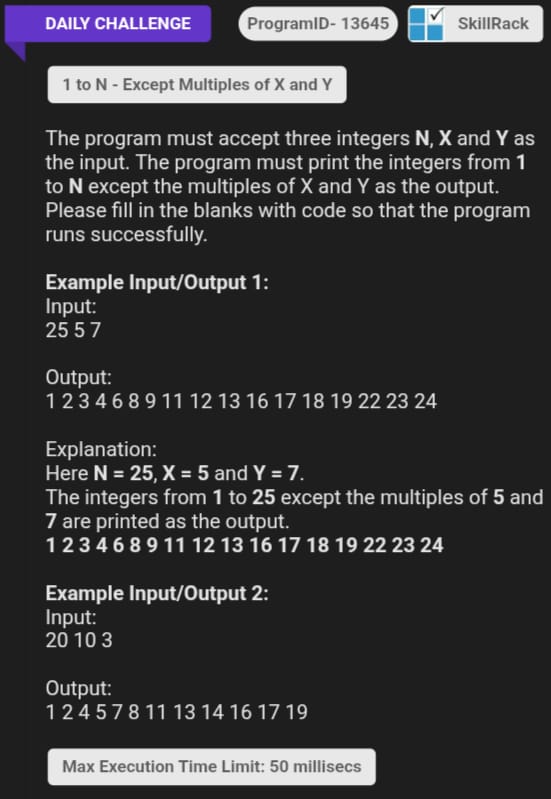 DAILY CHALLENGE
ProgramID- 13645
SkillRack
1 to N - Except Multiples of X and Y
The program must accept three integers N, X and Y as
the input. The program must print the integers from 1
to N except the multiples of X and Y as the output.
Please fill in the blanks with code so that the program
runs successfully.
Example Input/Output 1:
Input:
25 5 7
Output:
1 2 3 4 6 8 9 11 12 13 16 17 18 19 22 23 24
Explanation:
Here N = 25, X = 5 and Y = 7.
The integers from 1 to 25 except the multiples of 5 and
7 are printed as the output.
1 2 3 4 6 8 9 11 12 13 16 17 18 19 22 23 24
Example Input/Output 2:
Input:
20 10 3
Output:
1 2 4 5 7 8 11 13 14 16 17 19
Max Execution Time Limit: 50 millisecs